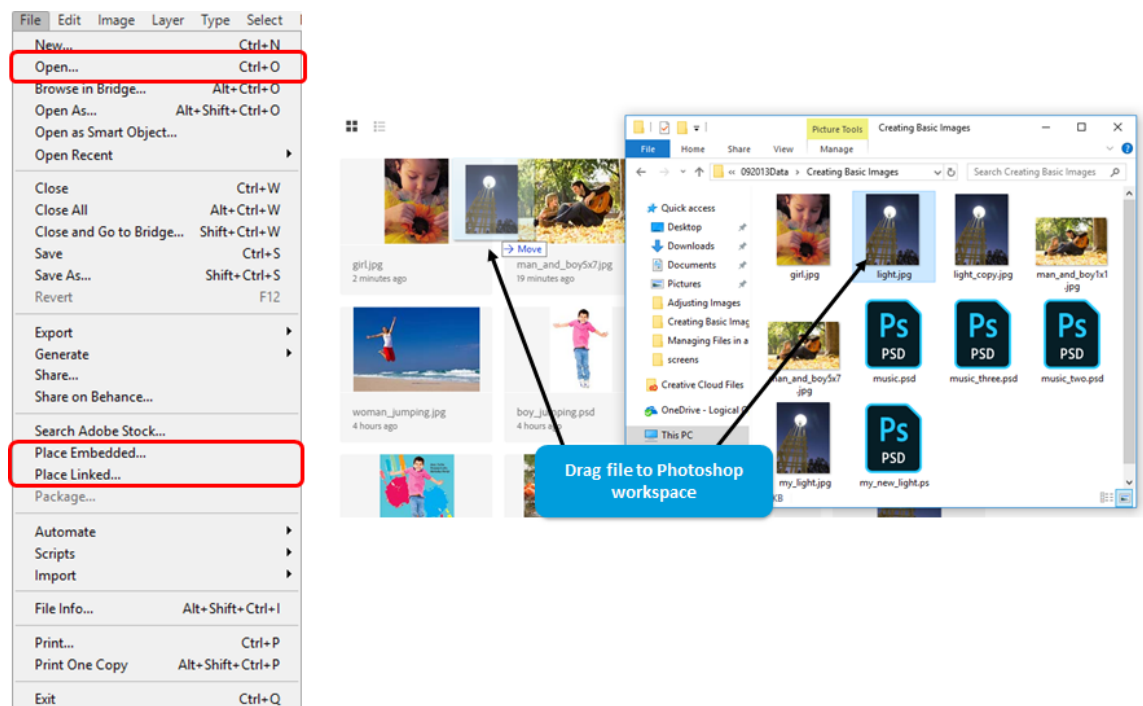 File Edit Image Layer Type Select
New... Ctrl+N
Open... Ctrl+O
Browse in Bridge... Alt+Ctrl+O
Open As... Alt+Shift+Ctrl+O
Open as Smart Object...
Open Recent
Close Ctrl+W
Close All Alt+Ctrl+W
Close and Go to Bridge... Shift+Ctrl+W
Save Ctrl+S
Save As... Shift+Ctrl+S
Revert F12
Export
Generate
Share...
Share on Behance...
Search Adobe Stock...
Place Embedded...
Place Linked...
Package...
Automate
Scripts
Import
File Info... Alt+Shift+Ctrl+I
Print... Ctrl+P
Print One Copy Alt+Shift+Ctrl+P
Exit Ctrl+Q
→ Move
girl.jpg
2 minutes ago
man_and_boy5x7.jpg
19 minutes ago
woman_jumping.jpg
4 hours ago
boy_jumping.psd
4 hours ago
Picture Tools Creating Basic Images
File Home Share View Manage
« 092013Data › Creating Basic Images Search Creating Basic Images
Quick access
Desktop
Downloads
Documents
Pictures
Adjusting Images
Creating Basic Imag
Managing Files in a
screens
Creative Cloud Files
OneDrive - Logical
This PC
girl.jpg
light.jpg
light_copy.jpg
man_and_boy1x1
.jpg
man_and_boy5x7
.jpg
Ps
PSD
music.psd
Ps
PSD
music_three.psd
Ps
PSD
music_two.psd
my_light.jpg
Ps
PSD
my_new_light.ps
KB
Drag file to Photoshop
workspace